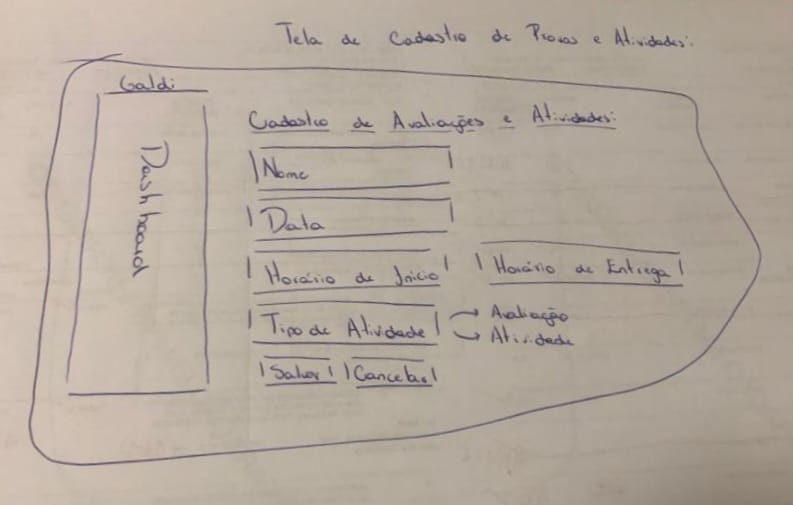 Tela de Cadastro de Provas e Atividades:
Galdi
Dashboard
Cadastro de Avaliações e Atividades:
Nome
Data
Horário de Início
Horário de Entrega
Tipo de Atividade
Avaliação
Atividade
Salvar
Cancelar